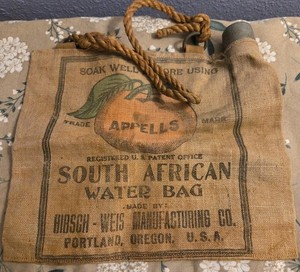 SOAK WELL BEFORE USING
TRADE MARK
APPELLS
REGISTERED U.S. PATENT OFFICE
SOUTH AFRICAN
WATER BAG
MADE BY
HIRSCH-WEIS MANUFACTURING CO.
PORTLAND, OREGON, U.S.A.